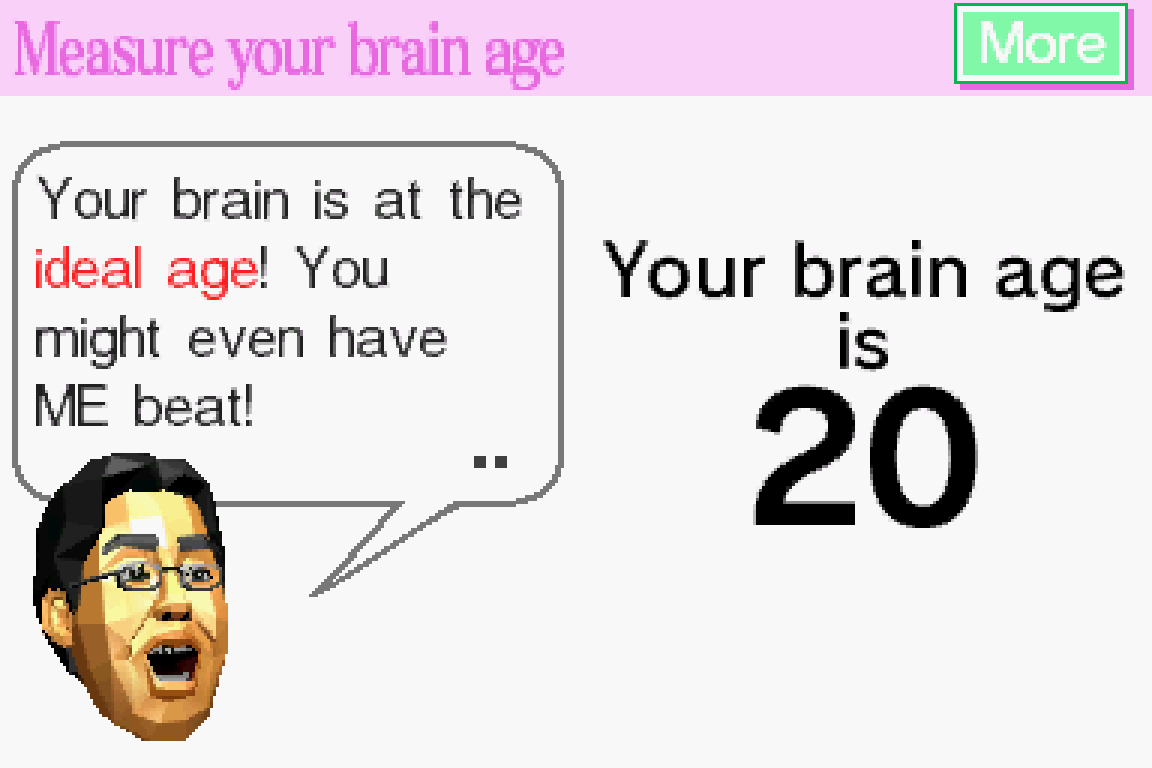 Measure your brain age
More
Your brain is at the
ideal age! You
might even have
ME beat!
Your brain age
is
20